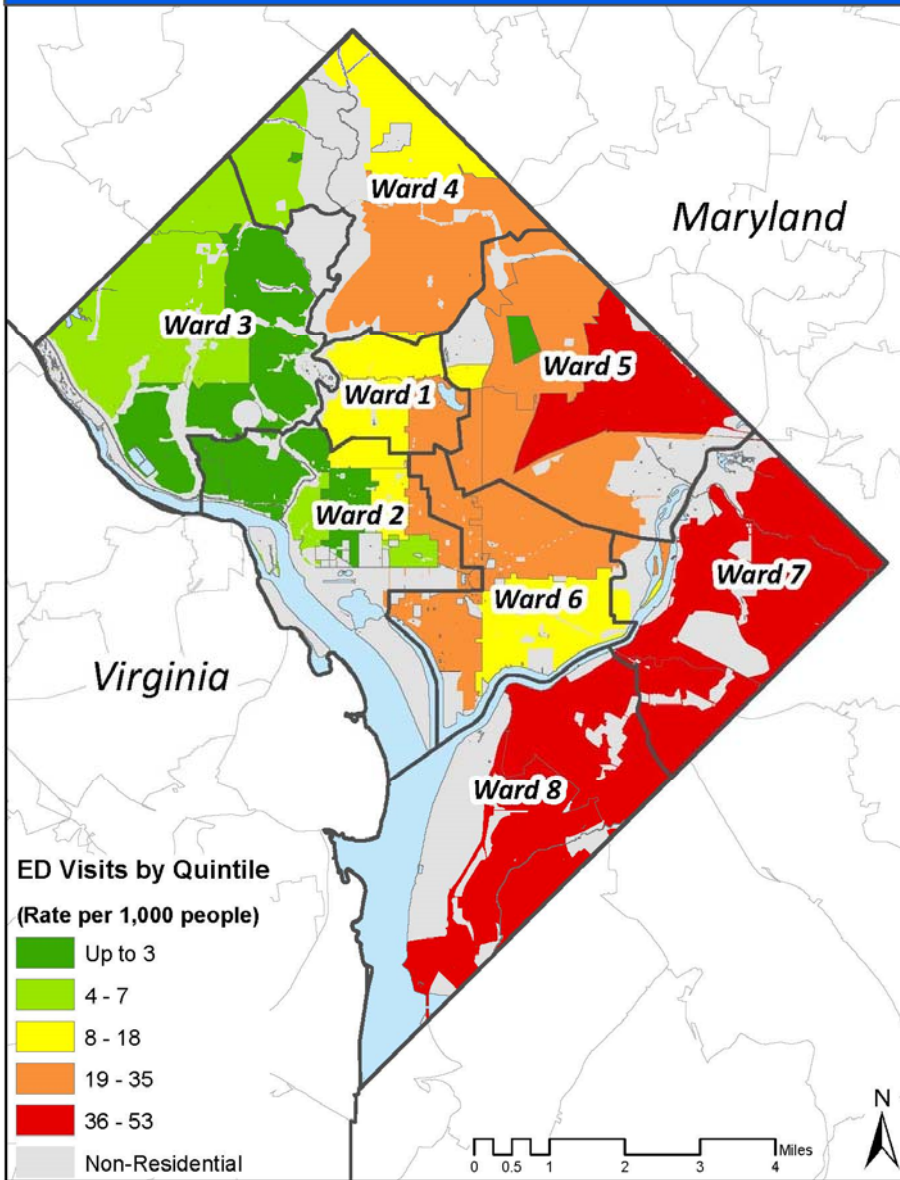 Ward 4
Maryland
Ward 3
Ward 5
Ward 1
Ward 2
Ward 7
Ward 6
Virginia
Ward 8
ED Visits by Quintile
(Rate per 1,000 people)
Up to 3
4 - 7
8 - 18
19 - 35
36 - 53
Non-Residential
N
Miles
0 0.5 1 2 3 4